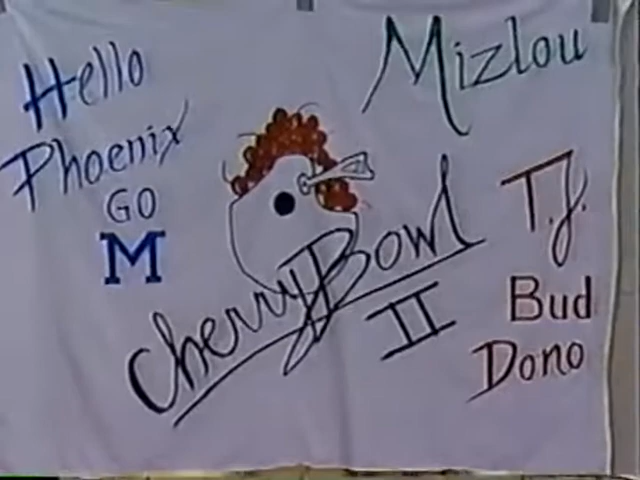 Hello
Phoenix
GO
M
Mizlou
Cherry Bowl
II
T.J.
Bud
Dono